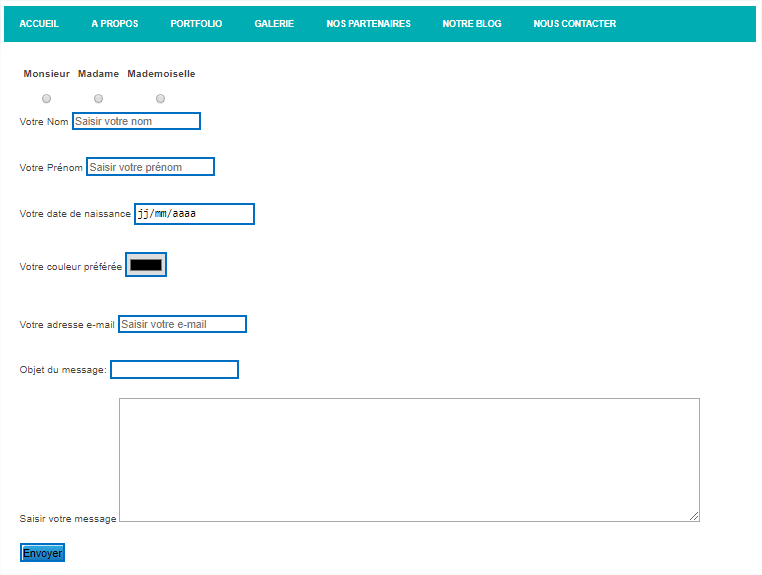 ACCUEIL A PROPOS PORTFOLIO GALERIE NOS PARTENAIRES NOTRE BLOG NOUS CONTACTER
Monsieur Madame Mademoiselle
Votre Nom Saisir votre nom
Votre Prénom Saisir votre prénom
Votre date de naissance jj/mm/aaaa
Votre couleur préférée
Votre adresse e-mail Saisir votre e-mail
Objet du message:
Saisir votre message
Envoyer